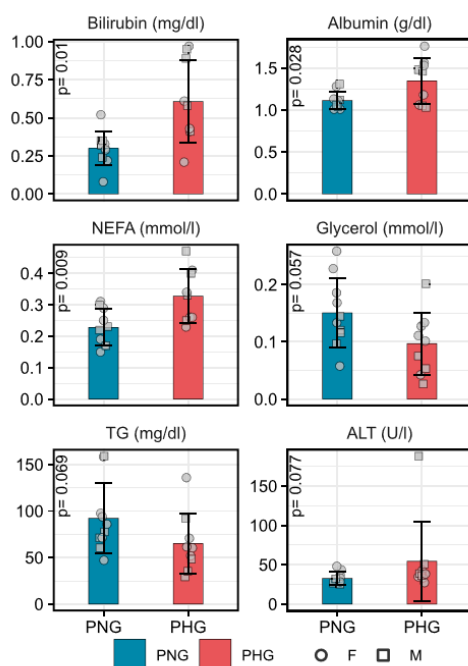 Bilirubin (mg/dl)
1.00
0.75
0.50
0.25
0.00
p= 0.01
Albumin (g/dl)
1.5
1.0
0.5
0.0
p= 0.028
NEFA (mmol/l)
0.4
0.3
0.2
0.1
0.0
p= 0.009
Glycerol (mmol/l)
0.2
0.1
0.0
p= 0.057
TG (mg/dl)
150
100
50
0
p= 0.069
ALT (U/l)
150
100
50
0
p= 0.077
PNG PHG PNG PHG
PNG PHG F M